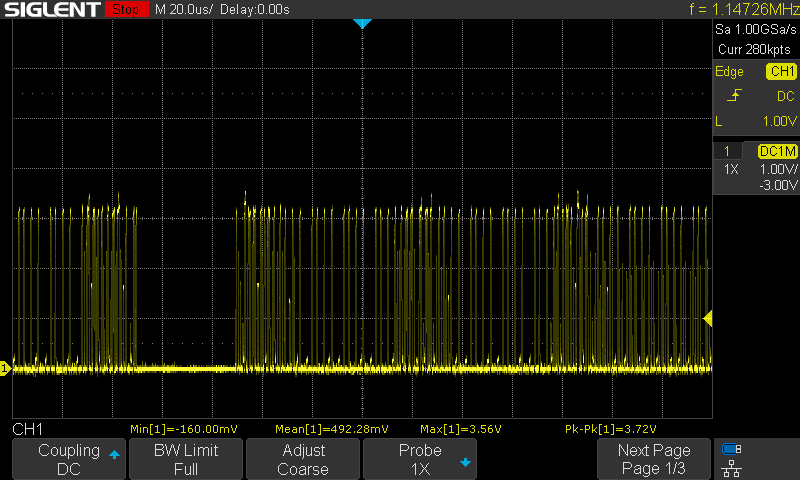 SIGLENT Stop M 20.0us/ Delay:0.00s f = 1.14726MHz
Sa 1.00GSa/s
Curr 280kpts
Edge CH1
DC
L 1.00V
1 DC1M
1X 1.00V/
-3.00V
1
CH1 Min[1]=-160.00mV Mean[1]=492.28mV Max[1]=3.56V Pk-Pk[1]=3.72V
Coupling BW Limit Adjust Probe Next Page
DC Full Coarse 1X Page 1/3